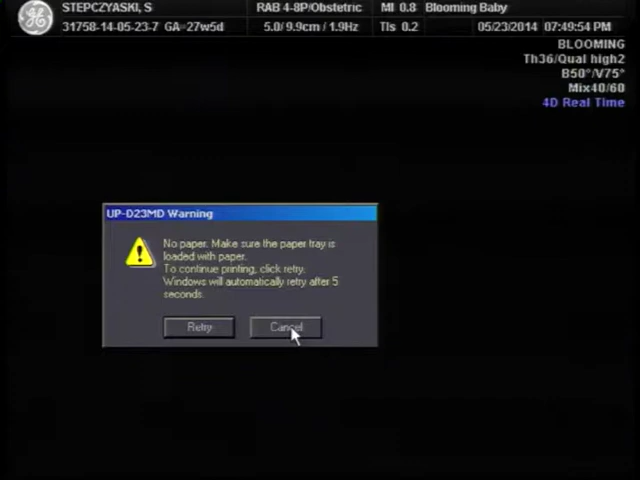 STEPCZYASKI, S RAB 4-8P/Obstetric MI 0.8 Blooming Baby
31758-14-05-23-7 GA=27w5d 5.0/9.9cm/1.9Hz TIs 0.2 05/23/2014 07:49:54 PM
BLOOMING
Th36/Qual high2
B50°/V75°
Mix40/60
4D Real Time
UP-D23MD Warning
No paper. Make sure the paper tray is
loaded with paper.
To continue printing, click retry.
Windows will automatically retry after 5
seconds.
Retry Cancel